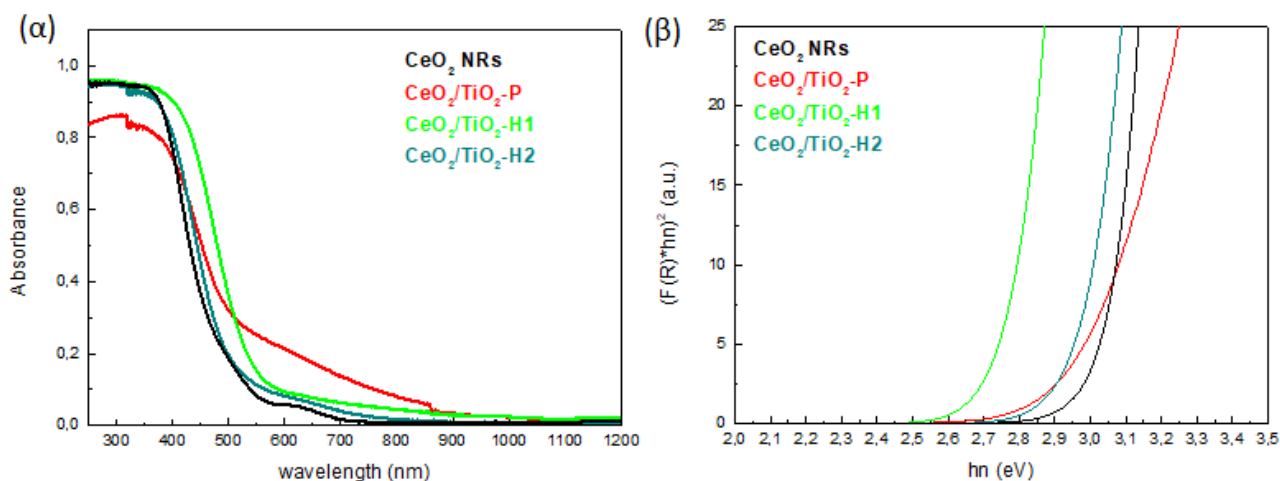 (α)
CeO₂ NRs
CeO₂/TiO₂-P
CeO₂/TiO₂-H1
CeO₂/TiO₂-H2
1,0
0,8
0,6
0,4
0,2
0,0
Absorbance
300 400 500 600 700 800 900 1000 1100 1200
wavelength (nm)
(β)
CeO₂ NRs
CeO₂/TiO₂-P
CeO₂/TiO₂-H1
CeO₂/TiO₂-H2
25
20
15
10
5
0
(F(R)*hn)² (a.u.)
2,0 2,1 2,2 2,3 2,4 2,5 2,6 2,7 2,8 2,9 3,0 3,1 3,2 3,3 3,4 3,5
hn (eV)